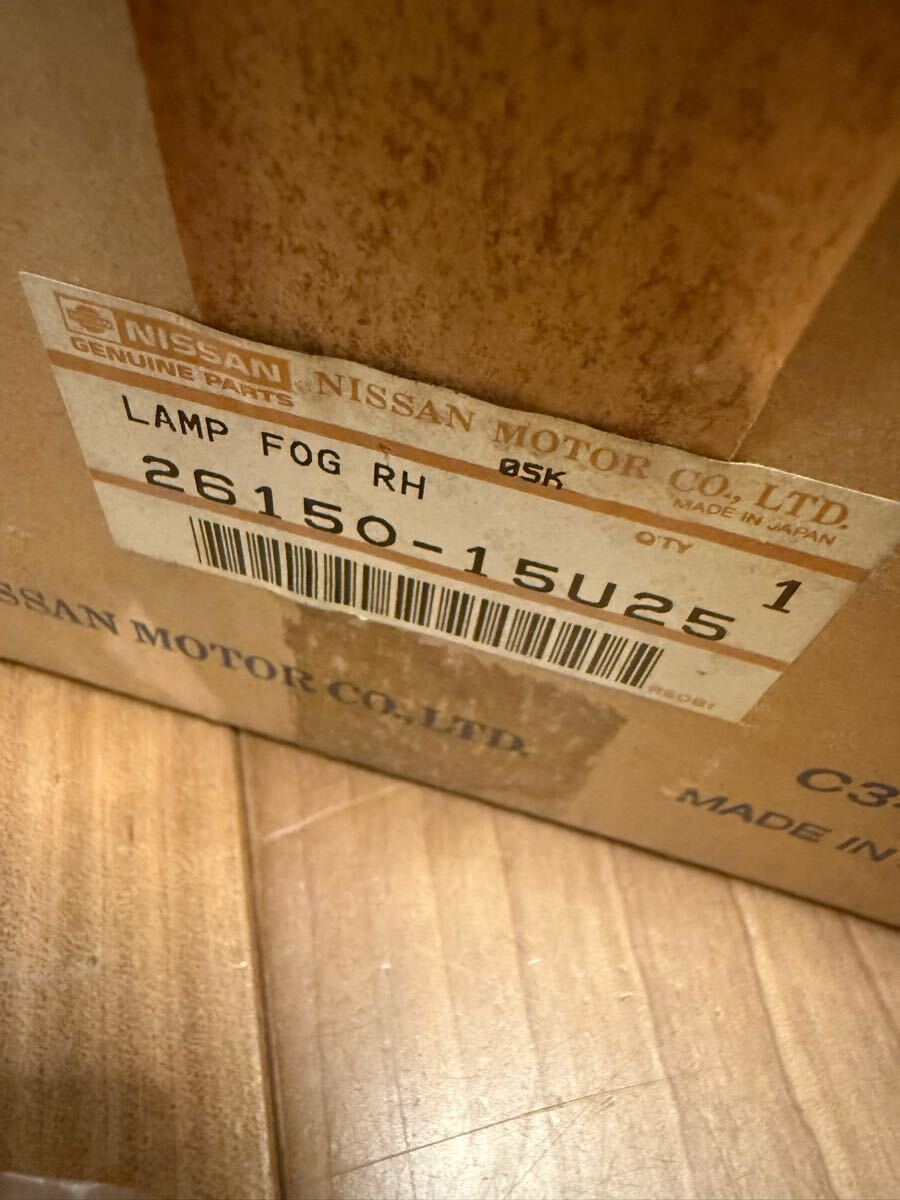 NISSAN
GENUINE PARTS
NISSAN MOTOR CO., LTD.
MADE IN JAPAN
LAMP FOG RH
05K
Q'TY
26150-15U25
1
SSAN MOTOR CO., LTD.
MADE IN